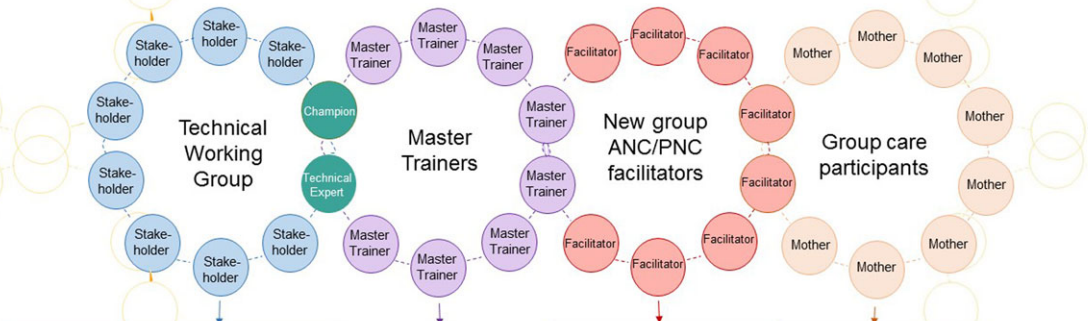 Stake-
holder
Stake-
holder
Stake-
holder
Stake-
holder
Stake-
holder
Stake-
holder
Stake-
holder
Stake-
holder
Champion
Technical
Expert
Technical
Working
Group
Master
Trainer
Master
Trainer
Master
Trainer
Master
Trainer
Master
Trainer
Master
Trainer
Master
Trainer
Master
Trainer
Master
Trainers
Facilitator
Facilitator
Facilitator
Facilitator
Facilitator
Facilitator
Facilitator
Facilitator
New group
ANC/PNC
facilitators
Mother
Mother
Mother
Mother
Mother
Mother
Mother
Mother
Group care
participants